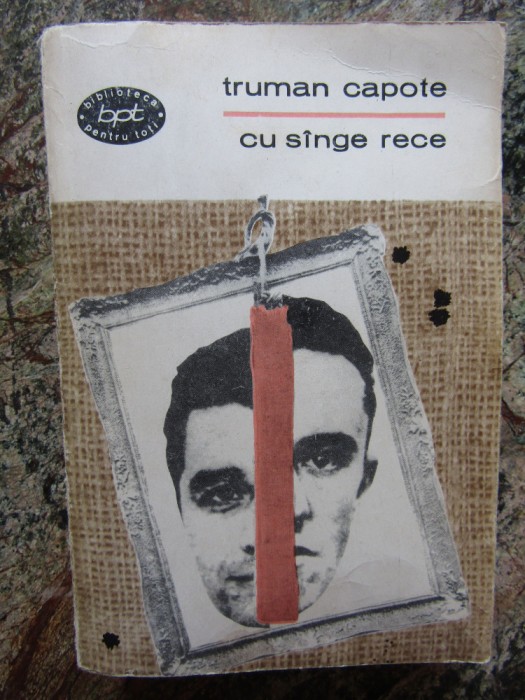 truman capote
cu sînge rece
biblioteca
bpt
pentru toți